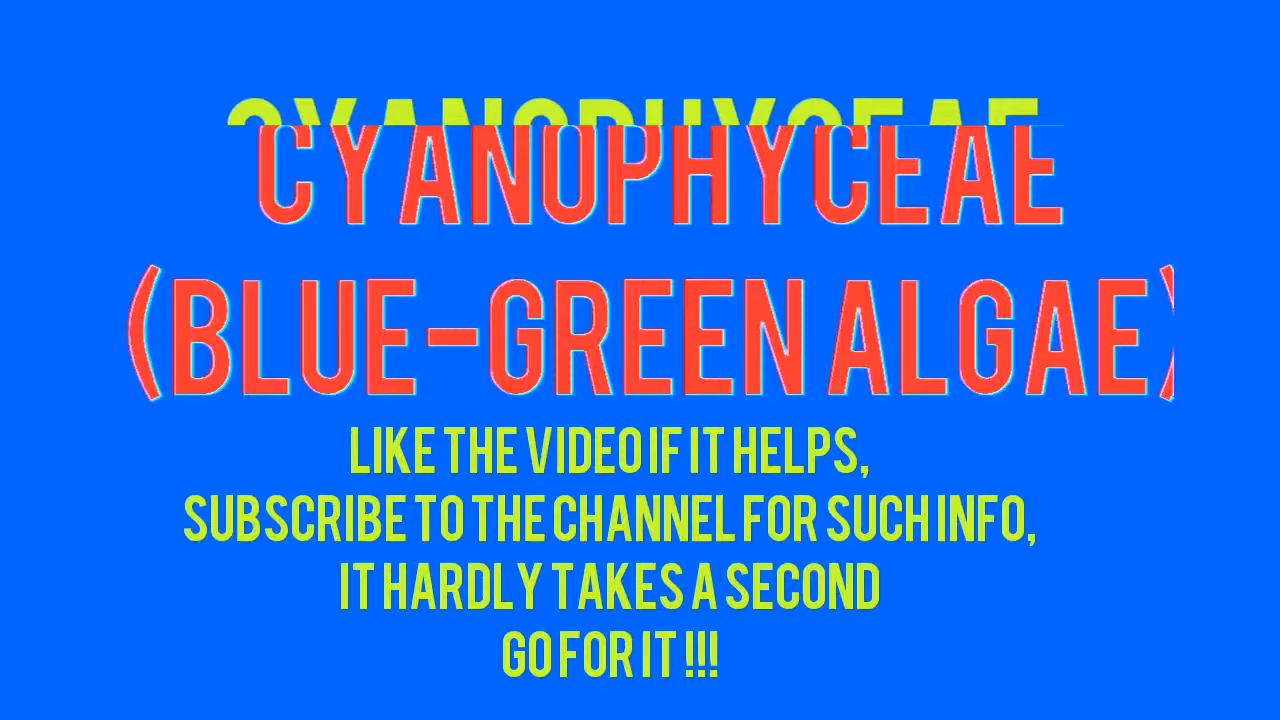 CYANOPHYCEAE
CYANOPHYCEAE
(BLUE-GREEN ALGAE)
LIKE THE VIDEO IF IT HELPS,
SUBSCRIBE TO THE CHANNEL FOR SUCH INFO,
IT HARDLY TAKES A SECOND
GO FOR IT !!!